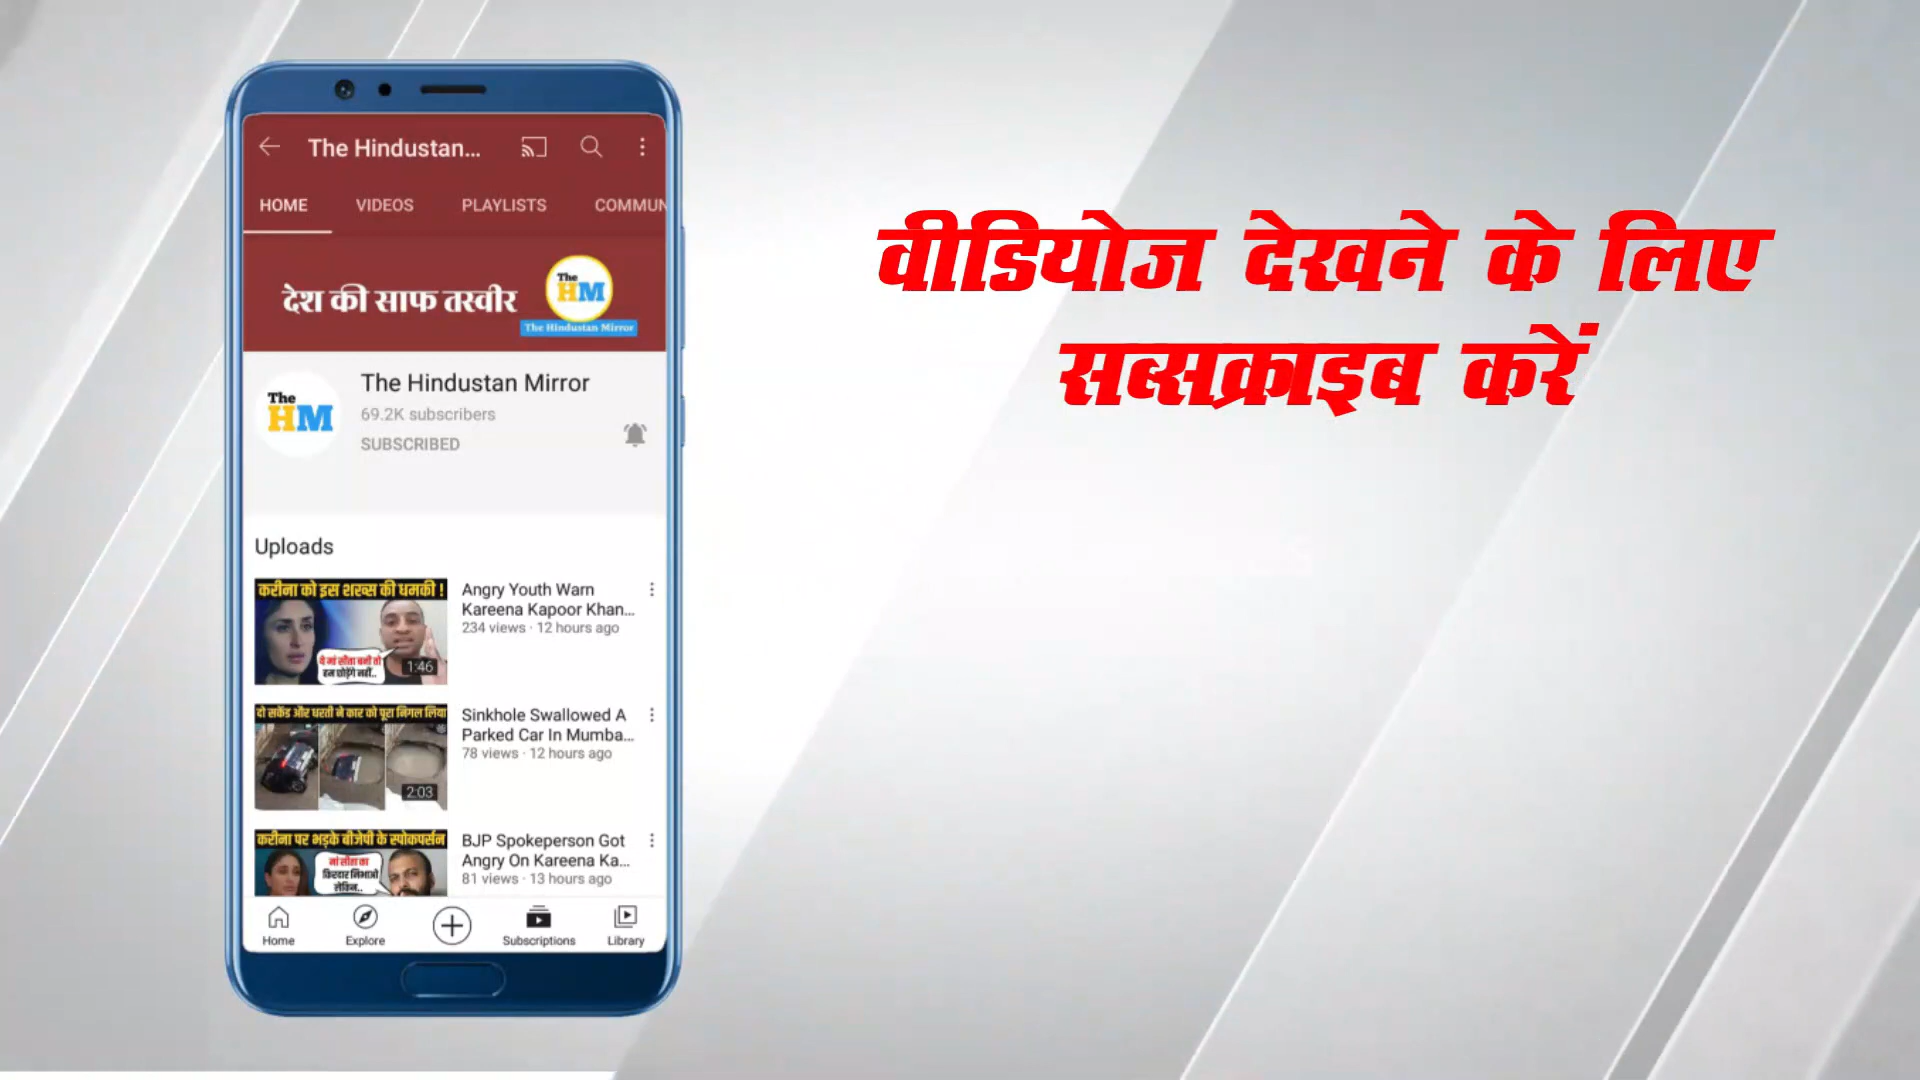 The Hindustan...
HOME VIDEOS PLAYLISTS COMMUN
देश की साफ तस्वीर
The
HM
The Hindustan Mirror
The
HM
The Hindustan Mirror
69.2K subscribers
SUBSCRIBED
Uploads
करीना को इस शख्स की धमकी !
वे मां सीता बनी तो
हम छोड़ेंगे नहीं..
1:46
Angry Youth Warn
Kareena Kapoor Khan...
234 views · 12 hours ago
दो सकेंड और धरती ने कार को पूरा निगल लिया
2:03
Sinkhole Swallowed A
Parked Car In Mumba...
78 views · 12 hours ago
करीना पर भड़के बीजेपी के स्पोकपर्सन
मां सीता का
किरदार निभाओ
लेकिन..
BJP Spokeperson Got
Angry On Kareena Ka...
81 views · 13 hours ago
Home Explore Subscriptions Library
वीडियोज देखने के लिए
सब्सक्राइब करें